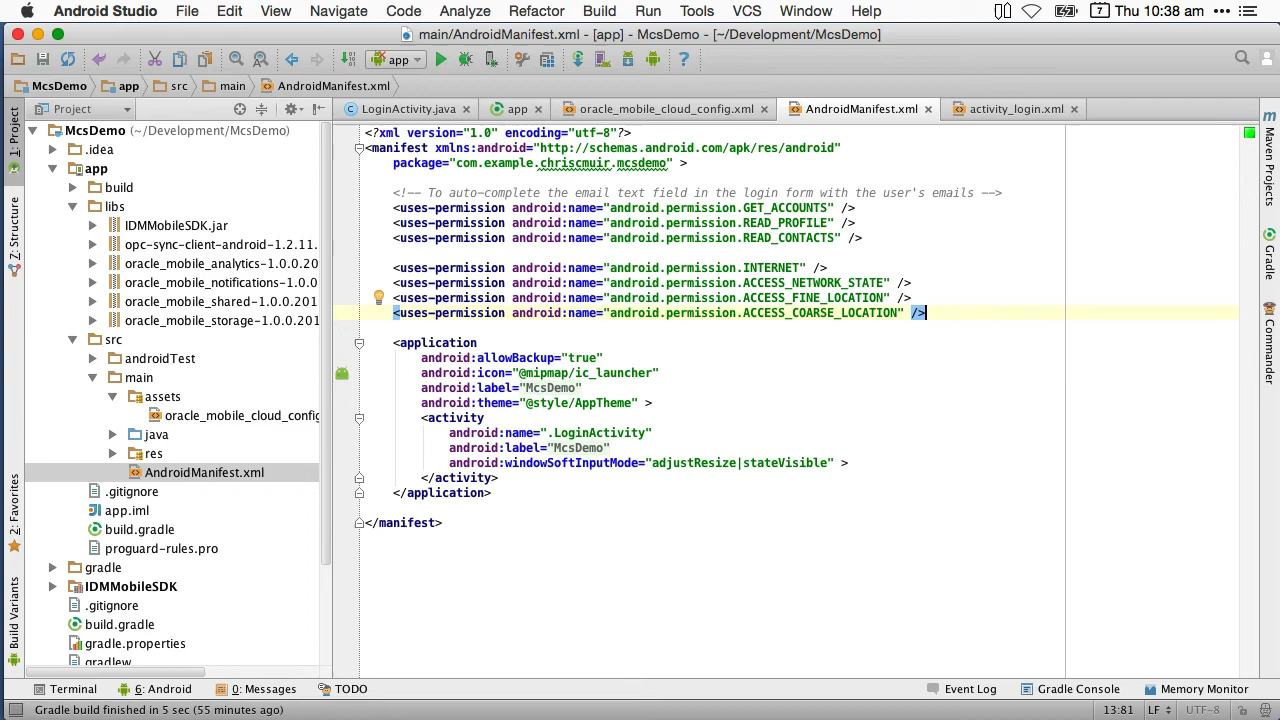 Android Studio File Edit View Navigate Code Analyze Refactor Build Run Tools VCS Window Help 7 Thu 10:38 am
main/AndroidManifest.xml - [app] - McsDemo - [~/Development/McsDemo]
app
McsDemo app src main AndroidManifest.xml
Project
LoginActivity.java app oracle_mobile_cloud_config.xml AndroidManifest.xml activity_login.xml
1: Project
Z: Structure
2: Favorites
Build Variants
McsDemo (~/Development/McsDemo)
.idea
app
build
libs
IDMMobileSDK.jar
opc-sync-client-android-1.2.11.
oracle_mobile_analytics-1.0.0.20
oracle_mobile_notifications-1.0.0
oracle_mobile_shared-1.0.0.201
oracle_mobile_storage-1.0.0.201
src
androidTest
main
assets
oracle_mobile_cloud_config
java
res
AndroidManifest.xml
.gitignore
app.iml
build.gradle
proguard-rules.pro
gradle
IDMMobileSDK
.gitignore
build.gradle
gradle.properties
gradlew
<?xml version="1.0" encoding="utf-8"?>
<manifest xmlns:android="http://schemas.android.com/apk/res/android"
package="com.example.chriscmuir.mcsdemo" >
<!-- To auto-complete the email text field in the login form with the user's emails -->
<uses-permission android:name="android.permission.GET_ACCOUNTS" />
<uses-permission android:name="android.permission.READ_PROFILE" />
<uses-permission android:name="android.permission.READ_CONTACTS" />
<uses-permission android:name="android.permission.INTERNET" />
<uses-permission android:name="android.permission.ACCESS_NETWORK_STATE" />
<uses-permission android:name="android.permission.ACCESS_FINE_LOCATION" />
<uses-permission android:name="android.permission.ACCESS_COARSE_LOCATION" />
<application
android:allowBackup="true"
android:icon="@mipmap/ic_launcher"
android:label="McsDemo"
android:theme="@style/AppTheme" >
<activity
android:name=".LoginActivity"
android:label="McsDemo"
android:windowSoftInputMode="adjustResize|stateVisible" >
</activity>
</application>
</manifest>
Maven Projects
Gradle
Commander
Terminal 6: Android 0: Messages TODO Event Log Gradle Console Memory Monitor
Gradle build finished in 5 sec (55 minutes ago) 13:81 LF UTF-8